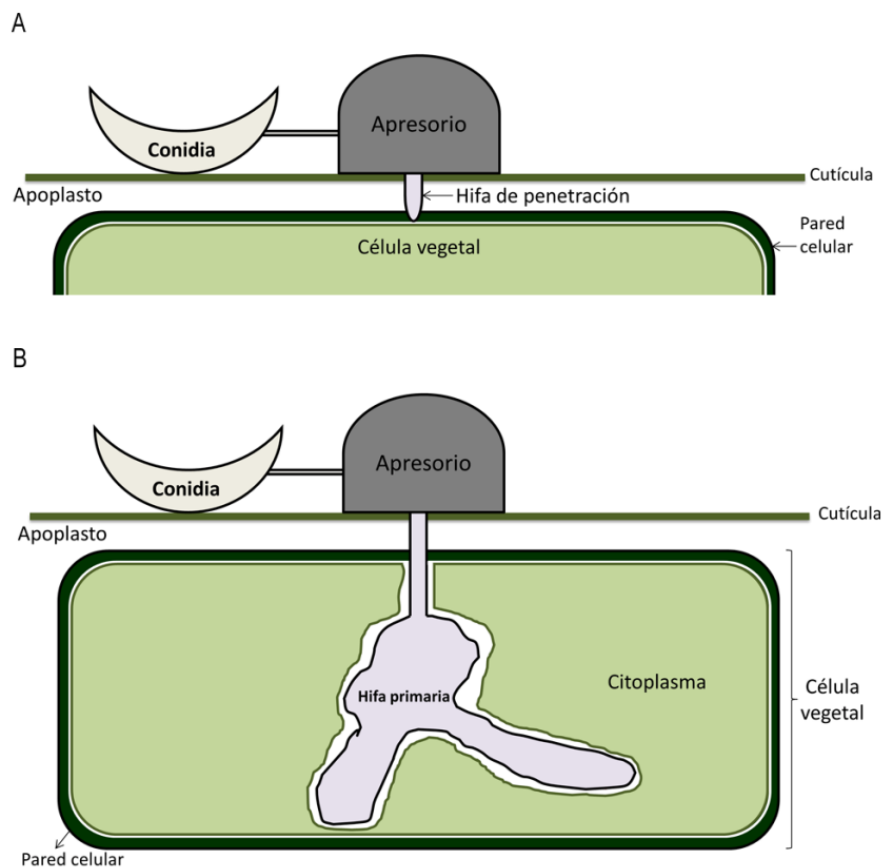 A
Apresorio
Conidia
Cutícula
Apoplasto
Hifa de penetración
Pared
celular
Célula vegetal
B
Apresorio
Conidia
Cutícula
Apoplasto
Hifa primaria
Citoplasma
Célula
vegetal
Pared celular